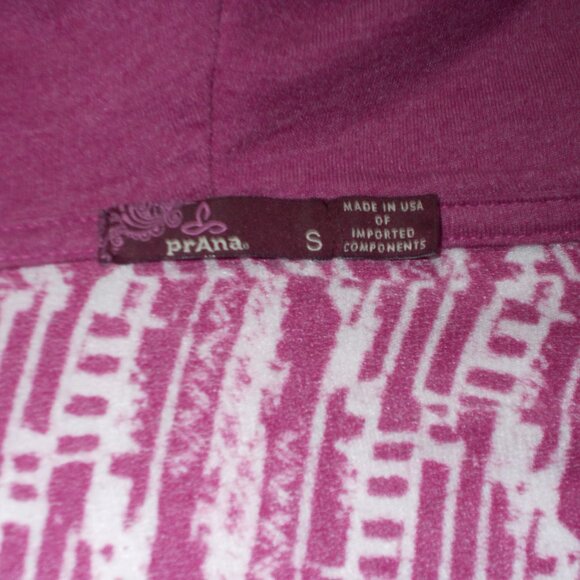 prAna
S
MADE IN USA
OF
IMPORTED
COMPONENTS